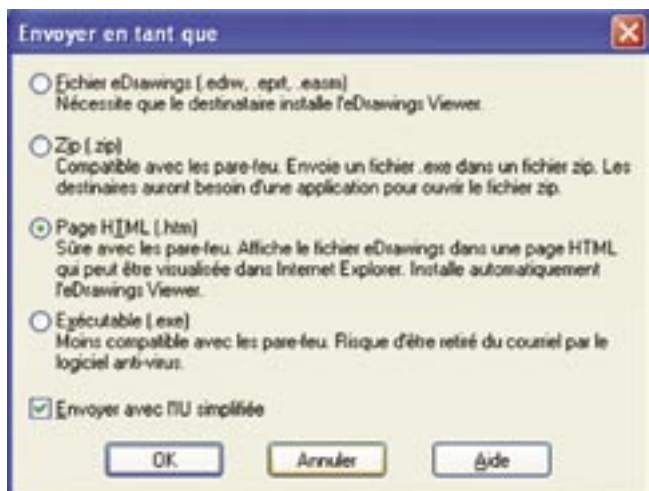 Envoyer en tant que
Fichier eDrawings (.edrw, .eprt, .easm)
Nécessite que le destinataire installe l'eDrawings Viewer.
Zip (.zip)
Compatible avec les pare-feu. Envoie un fichier .exe dans un fichier zip. Les
destinaires auront besoin d'une application pour ouvrir le fichier zip.
Page HTML (.htm)
Sûre avec les pare-feu. Affiche le fichier eDrawings dans une page HTML
qui peut être visualisée dans Internet Explorer. Installe automatiquement
l'eDrawings Viewer.
Exécutable (.exe)
Moins compatible avec les pare-feu. Risque d'être retiré du courriel par le
logiciel anti-virus.
Envoyer avec l'IU simplifiée
OK Annuler Aide